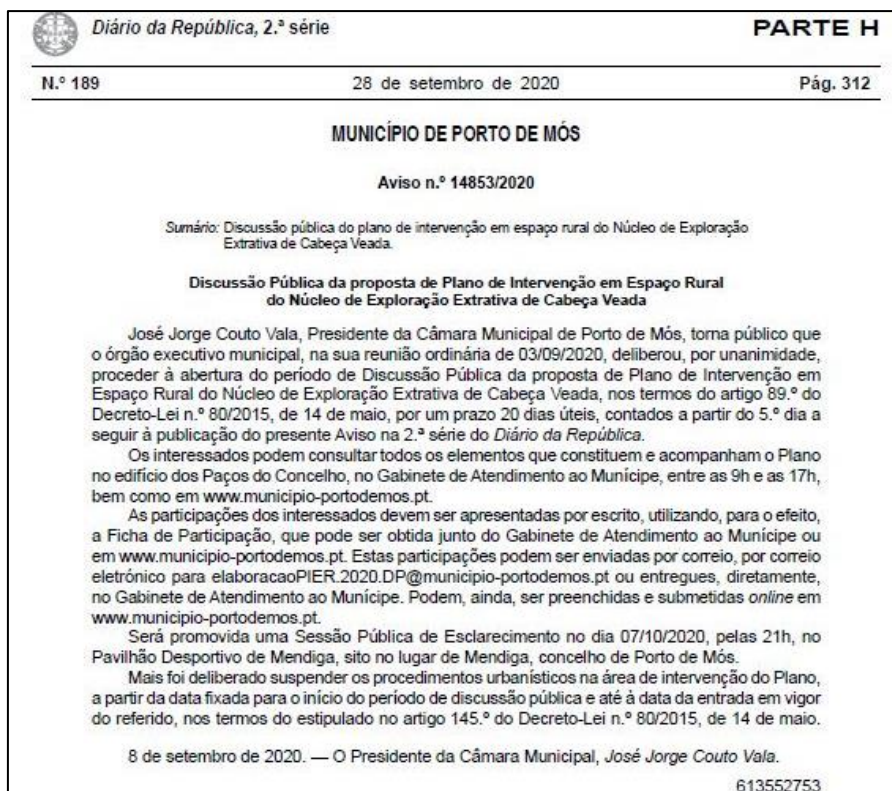 Diário da República, 2.ª série
PARTE H
N.º 189
28 de setembro de 2020
Pág. 312
MUNICÍPIO DE PORTO DE MÓS
Aviso n.º 14853/2020
Sumário: Discussão pública do plano de intervenção em espaço rural do Núcleo de Exploração
Extrativa de Cabeça Veada.
Discussão Pública da proposta de Plano de Intervenção em Espaço Rural
do Núcleo de Exploração Extrativa de Cabeça Veada
José Jorge Couto Vala, Presidente da Câmara Municipal de Porto de Mós, torna público que
o órgão executivo municipal, na sua reunião ordinária de 03/09/2020, deliberou, por unanimidade,
proceder à abertura do período de Discussão Pública da proposta de Plano de Intervenção em
Espaço Rural do Núcleo de Exploração Extrativa de Cabeça Veada, nos termos do artigo 89.º do
Decreto-Lei n.º 80/2015, de 14 de maio, por um prazo 20 dias úteis, contados a partir do 5.º dia a
seguir à publicação do presente Aviso na 2.ª série do Diário da República.
Os interessados podem consultar todos os elementos que constituem e acompanham o Plano
no edifício dos Paços do Concelho, no Gabinete de Atendimento ao Munícipe, entre as 9h e as 17h,
bem como em www.municipio-portodemos.pt.
As participações dos interessados devem ser apresentadas por escrito, utilizando, para o efeito,
a Ficha de Participação, que pode ser obtida junto do Gabinete de Atendimento ao Munícipe ou
em www.municipio-portodemos.pt. Estas participações podem ser enviadas por correio, por correio
eletrónico para elaboracaoPIER.2020.DP@municipio-portodemos.pt ou entregues, diretamente,
no Gabinete de Atendimento ao Munícipe. Podem, ainda, ser preenchidas e submetidas online em
www.municipio-portodemos.pt.
Será promovida uma Sessão Pública de Esclarecimento no dia 07/10/2020, pelas 21h, no
Pavilhão Desportivo de Mendiga, sito no lugar de Mendiga, concelho de Porto de Mós.
Mais foi deliberado suspender os procedimentos urbanísticos na área de intervenção do Plano,
a partir da data fixada para o início do período de discussão pública e até à data da entrada em vigor
do referido, nos termos do estipulado no artigo 145.º do Decreto-Lei n.º 80/2015, de 14 de maio.
8 de setembro de 2020. — O Presidente da Câmara Municipal, José Jorge Couto Vala.
613552753